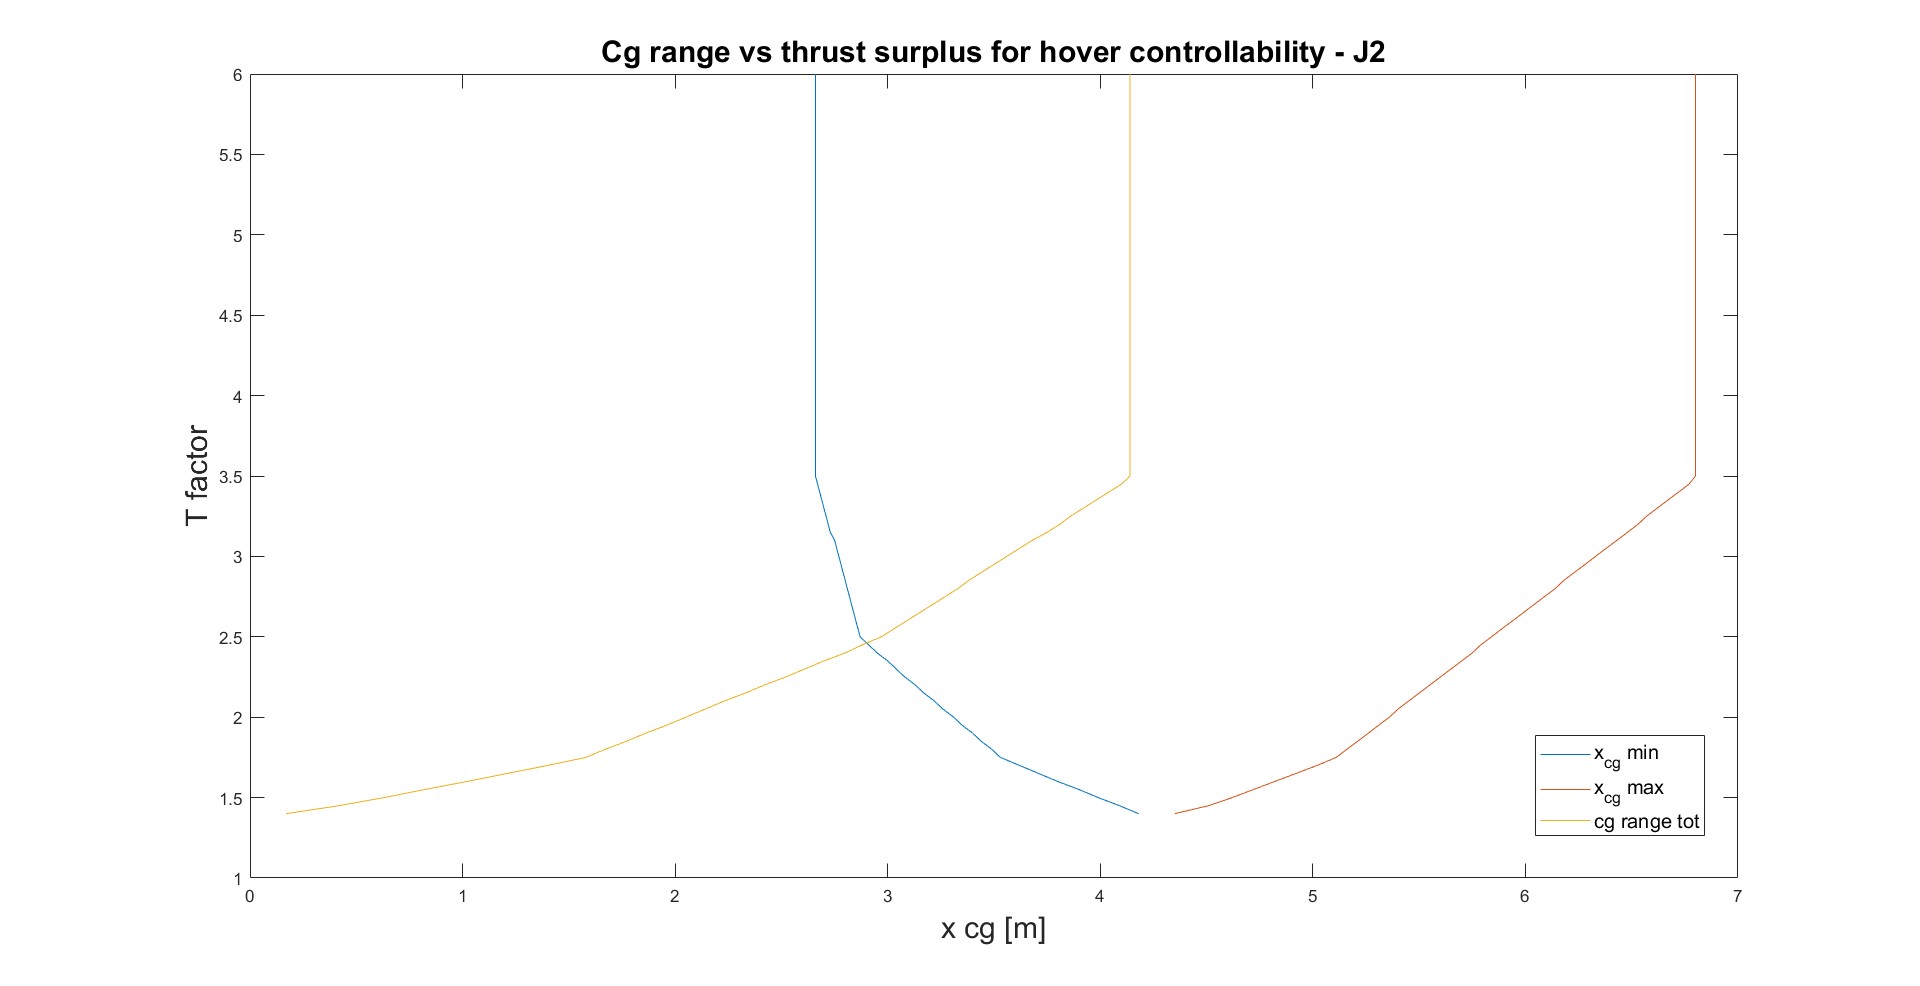 Cg range vs thrust surplus for hover controllability - J2
6
5.5
5
4.5
4
3.5
3
2.5
2
1.5
1
T factor
0 1 2 3 4 5 6 7
x cg [m]
x_cg min
x_cg max
cg range tot